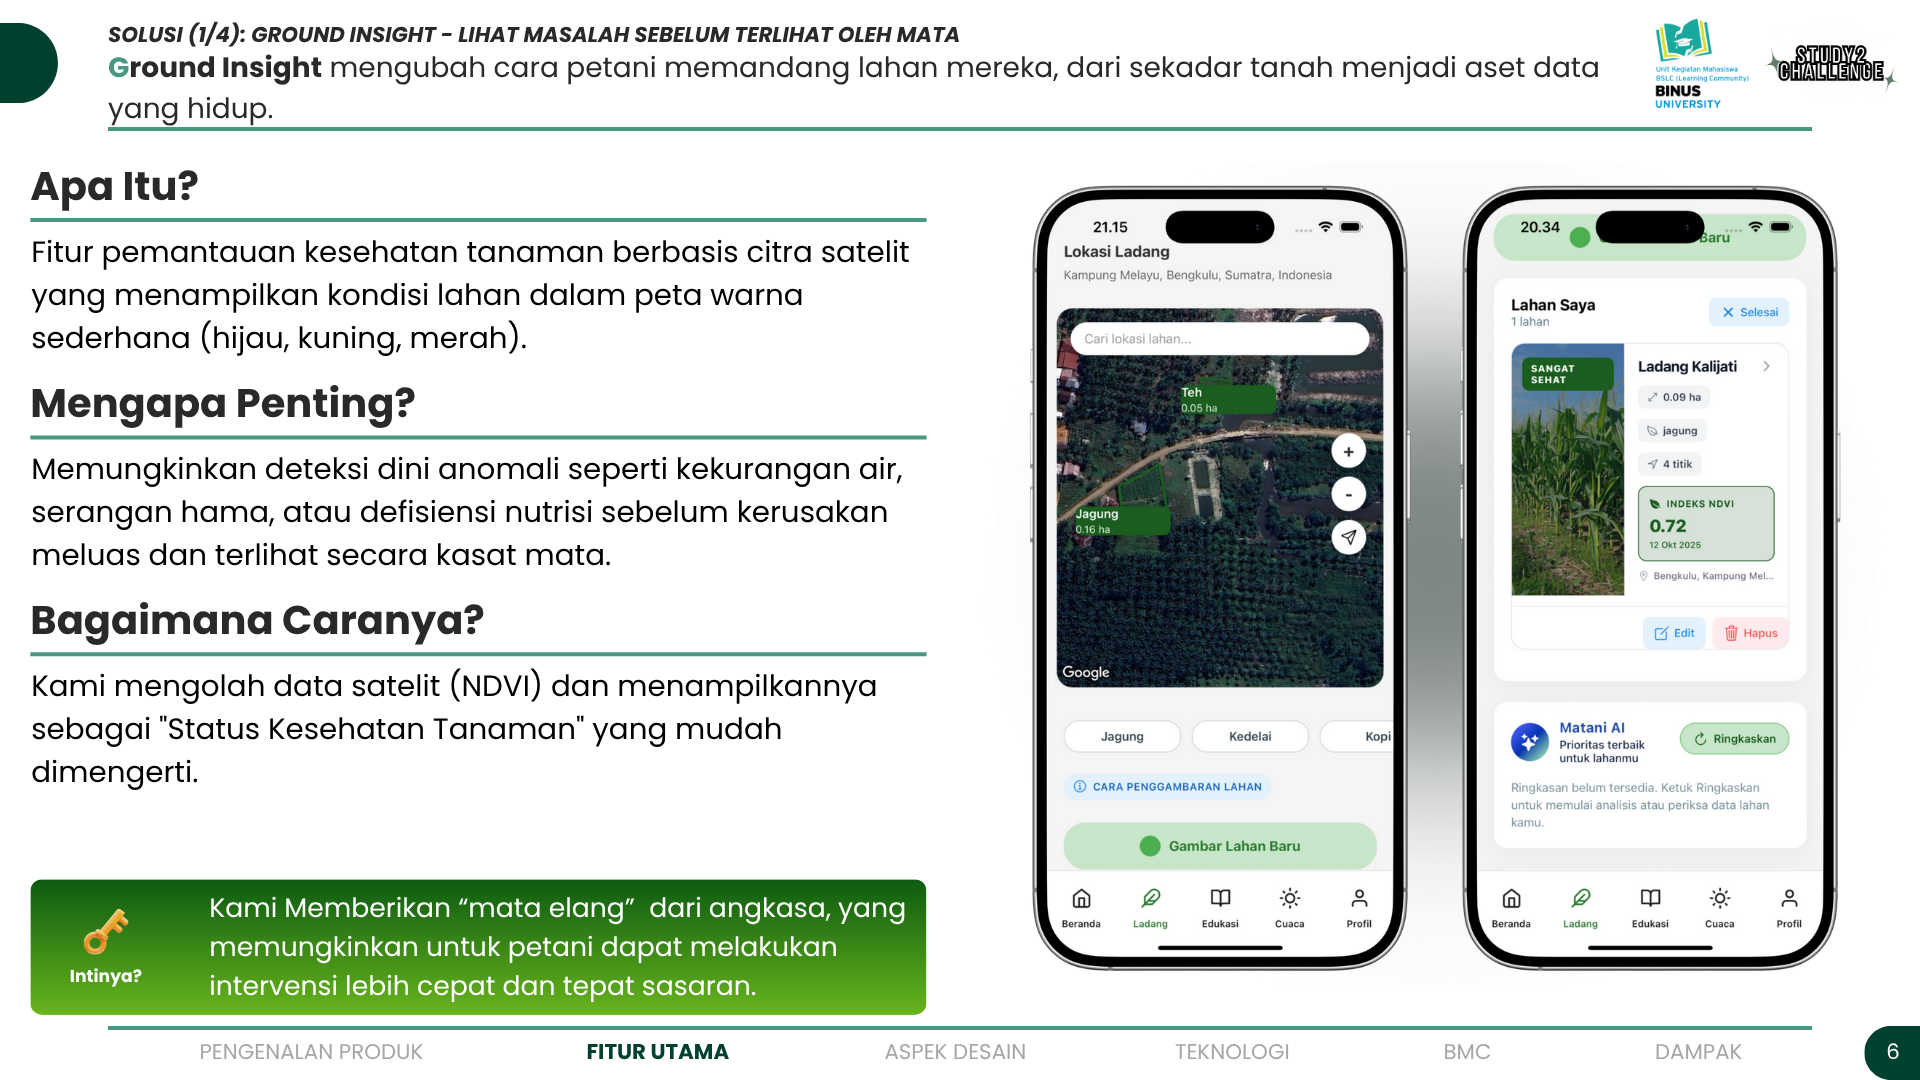 SOLUSI (1/4): GROUND INSIGHT - LIHAT MASALAH SEBELUM TERLIHAT OLEH MATA
Ground Insight mengubah cara petani memandang lahan mereka, dari sekadar tanah menjadi aset data
yang hidup.
Unit Kegiatan Mahasiswa
BSLC (Learning Community)
BINUS
UNIVERSITY
STUDY2
CHALLENGE
Apa Itu?
Fitur pemantauan kesehatan tanaman berbasis citra satelit
yang menampilkan kondisi lahan dalam peta warna
sederhana (hijau, kuning, merah).
Mengapa Penting?
Memungkinkan deteksi dini anomali seperti kekurangan air,
serangan hama, atau defisiensi nutrisi sebelum kerusakan
meluas dan terlihat secara kasat mata.
Bagaimana Caranya?
Kami mengolah data satelit (NDVI) dan menampilkannya
sebagai "Status Kesehatan Tanaman" yang mudah
dimengerti.
Intinya?
Kami Memberikan “mata elang”  dari angkasa, yang
memungkinkan untuk petani dapat melakukan
intervensi lebih cepat dan tepat sasaran.
21.15
Lokasi Ladang
Kampung Melayu, Bengkulu, Sumatra, Indonesia
Cari lokasi lahan...
Teh
0.05 ha
+
-
Jagung
0.16 ha
Google
Jagung
Kedelai
Kopi
CARA PENGGAMBARAN LAHAN
Gambar Lahan Baru
Beranda
Ladang
Edukasi
Cuaca
Profil
20.34
Baru
Lahan Saya
1 lahan
Selesai
SANGAT
SEHAT
Ladang Kalijati
0.09 ha
jagung
4 titik
INDEKS NDVI
0.72
12 Okt 2025
Bengkulu, Kampung Mel...
Edit
Hapus
Matani AI
Prioritas terbaik
untuk lahanmu
Ringkaskan
Ringkasan belum tersedia. Ketuk Ringkaskan
untuk memulai analisis atau periksa data lahan
kamu.
Beranda
Ladang
Edukasi
Cuaca
Profil
PENGENALAN PRODUK
FITUR UTAMA
ASPEK DESAIN
TEKNOLOGI
BMC
DAMPAK
6